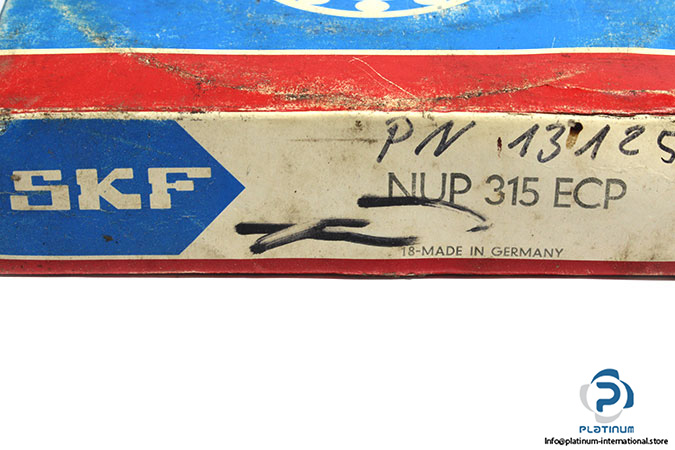 PN 13125
SKF
NUP 315 ECP
18-MADE IN GERMANY
PLATINUM
Info@platinum-international.store